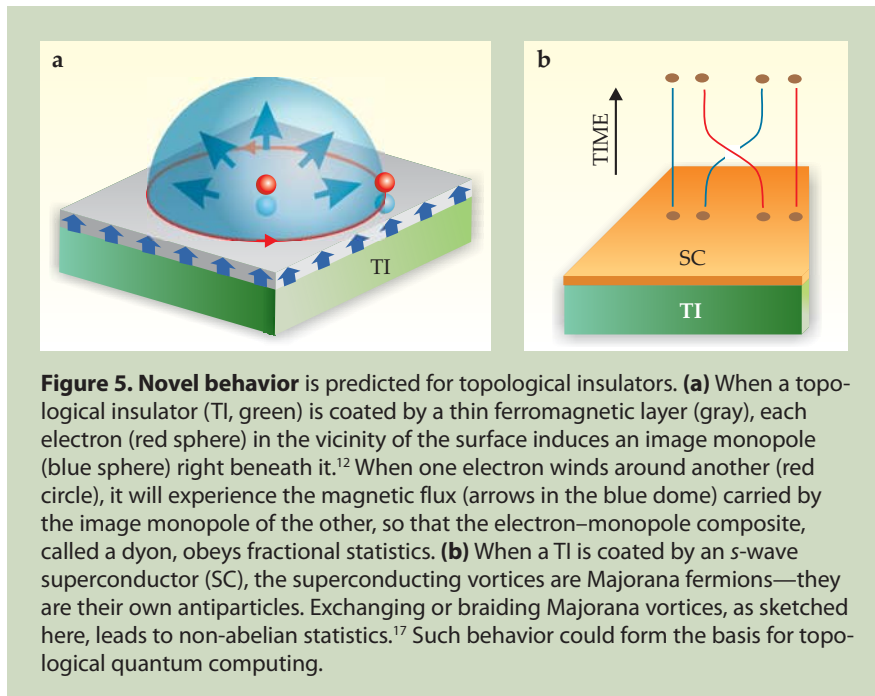 a
TI
b
TIME
SC
TI
Figure 5. Novel behavior is predicted for topological insulators. (a) When a topo-
logical insulator (TI, green) is coated by a thin ferromagnetic layer (gray), each
electron (red sphere) in the vicinity of the surface induces an image monopole
(blue sphere) right beneath it.¹² When one electron winds around another (red
circle), it will experience the magnetic flux (arrows in the blue dome) carried by
the image monopole of the other, so that the electron–monopole composite,
called a dyon, obeys fractional statistics. (b) When a TI is coated by an s-wave
superconductor (SC), the superconducting vortices are Majorana fermions—they
are their own antiparticles. Exchanging or braiding Majorana vortices, as sketched
here, leads to non-abelian statistics.¹⁷ Such behavior could form the basis for topo-
logical quantum computing.